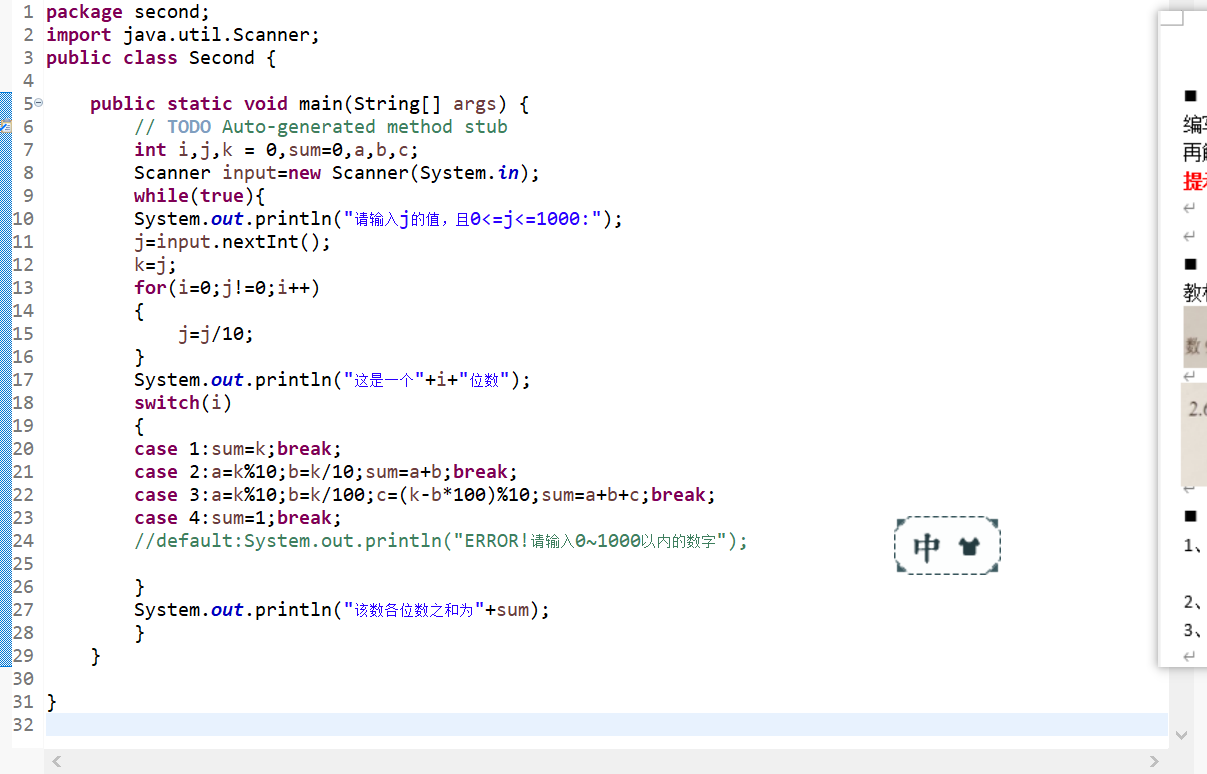 1 package second;
2 import java.util.Scanner;
3 public class Second {
4
5 public static void main(String[] args) {
6 // TODO Auto-generated method stub
7 int i,j,k = 0,sum=0,a,b,c;
8 Scanner input=new Scanner(System.in);
9 while(true){
10 System.out.println("请输入j的值，且0<=j<=1000:");
11 j=input.nextInt();
12 k=j;
13 for(i=0;j!=0;i++)
14 {
15 j=j/10;
16 }
17 System.out.println("这是一个"+i+"位数");
18 switch(i)
19 {
20 case 1:sum=k;break;
21 case 2:a=k%10;b=k/10;sum=a+b;break;
22 case 3:a=k%10;b=k/100;c=(k-b*100)%10;sum=a+b+c;break;
23 case 4:sum=1;break;
24 //default:System.out.println("ERROR!请输入0~1000以内的数字");
25
26 }
27 System.out.println("该数各位数之和为"+sum);
28 }
29 }
30
31 }
32
中
■
再
■
数
2.
■
1、
2、
3、